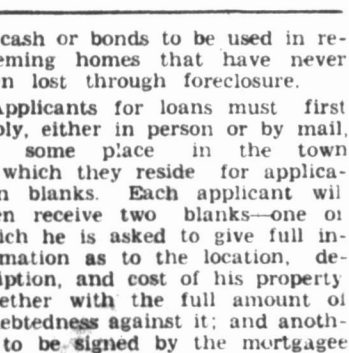 cash or bonds to be used in re-
eming homes that have never
n lost through foreclosure.
Applicants for loans must first
ply, either in person or by mail,
some place in the town
which they reside for applica-
n blanks. Each applicant wil
en receive two blanks—one of
ich he is asked to give full in-
rmation as to the location, de-
iption, and cost of his property
ether with the full amount of
ebtedness against it; and anoth-
to be signed by the mortgagee